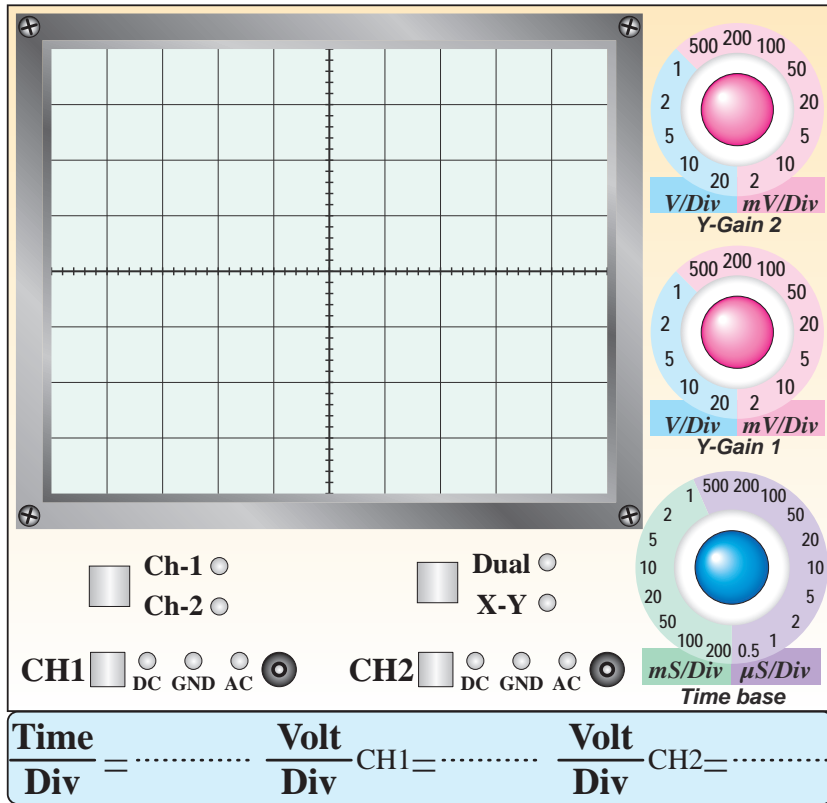 500 200 100
1 50
2 20
5 5
10 10
20 2
V/Div mV/Div
Y-Gain 2
500 200 100
1 50
2 20
5 5
10 10
20 2
V/Div mV/Div
Y-Gain 1
1 500 200 100
2 50
5 20
10 10
20 5
50 2
100 200 0.5 1
mS/Div µS/Div
Time base
Ch-1
Ch-2
Dual
X-Y
CH1 DC GND AC
CH2 DC GND AC
Time/Div = ............... Volt/Div CH1= ............... Volt/Div CH2= ...............